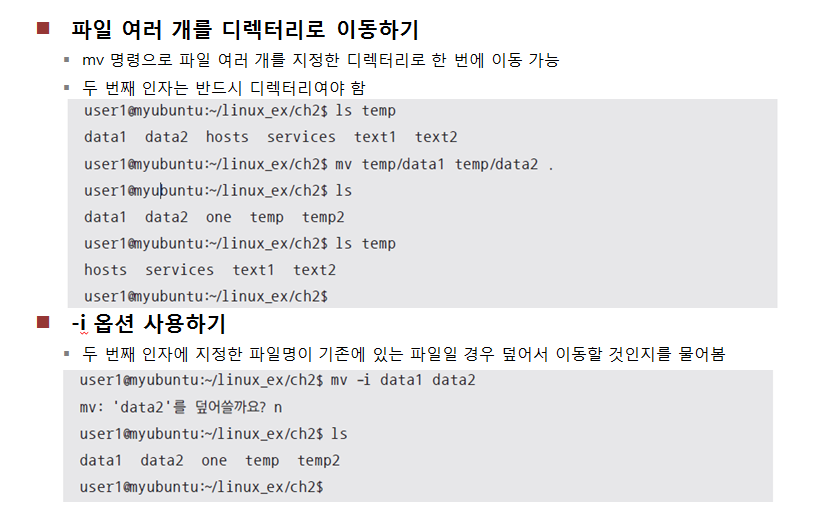 파일 여러 개를 디렉터리로 이동하기
mv 명령으로 파일 여러 개를 지정한 디렉터리로 한 번에 이동 가능
두 번째 인자는 반드시 디렉터리여야 함
user1@myubuntu:~/linux_ex/ch2$ ls temp
data1 data2 hosts services text1 text2
user1@myubuntu:~/linux_ex/ch2$ mv temp/data1 temp/data2 .
user1@myubuntu:~/linux_ex/ch2$ ls
data1 data2 one temp temp2
user1@myubuntu:~/linux_ex/ch2$ ls temp
hosts services text1 text2
user1@myubuntu:~/linux_ex/ch2$
-i 옵션 사용하기
두 번째 인자에 지정한 파일명이 기존에 있는 파일일 경우 덮어서 이동할 것인지를 물어봄
user1@myubuntu:~/linux_ex/ch2$ mv -i data1 data2
mv: 'data2'를 덮어쓸까요? n
user1@myubuntu:~/linux_ex/ch2$ ls
data1 data2 one temp temp2
user1@myubuntu:~/linux_ex/ch2$